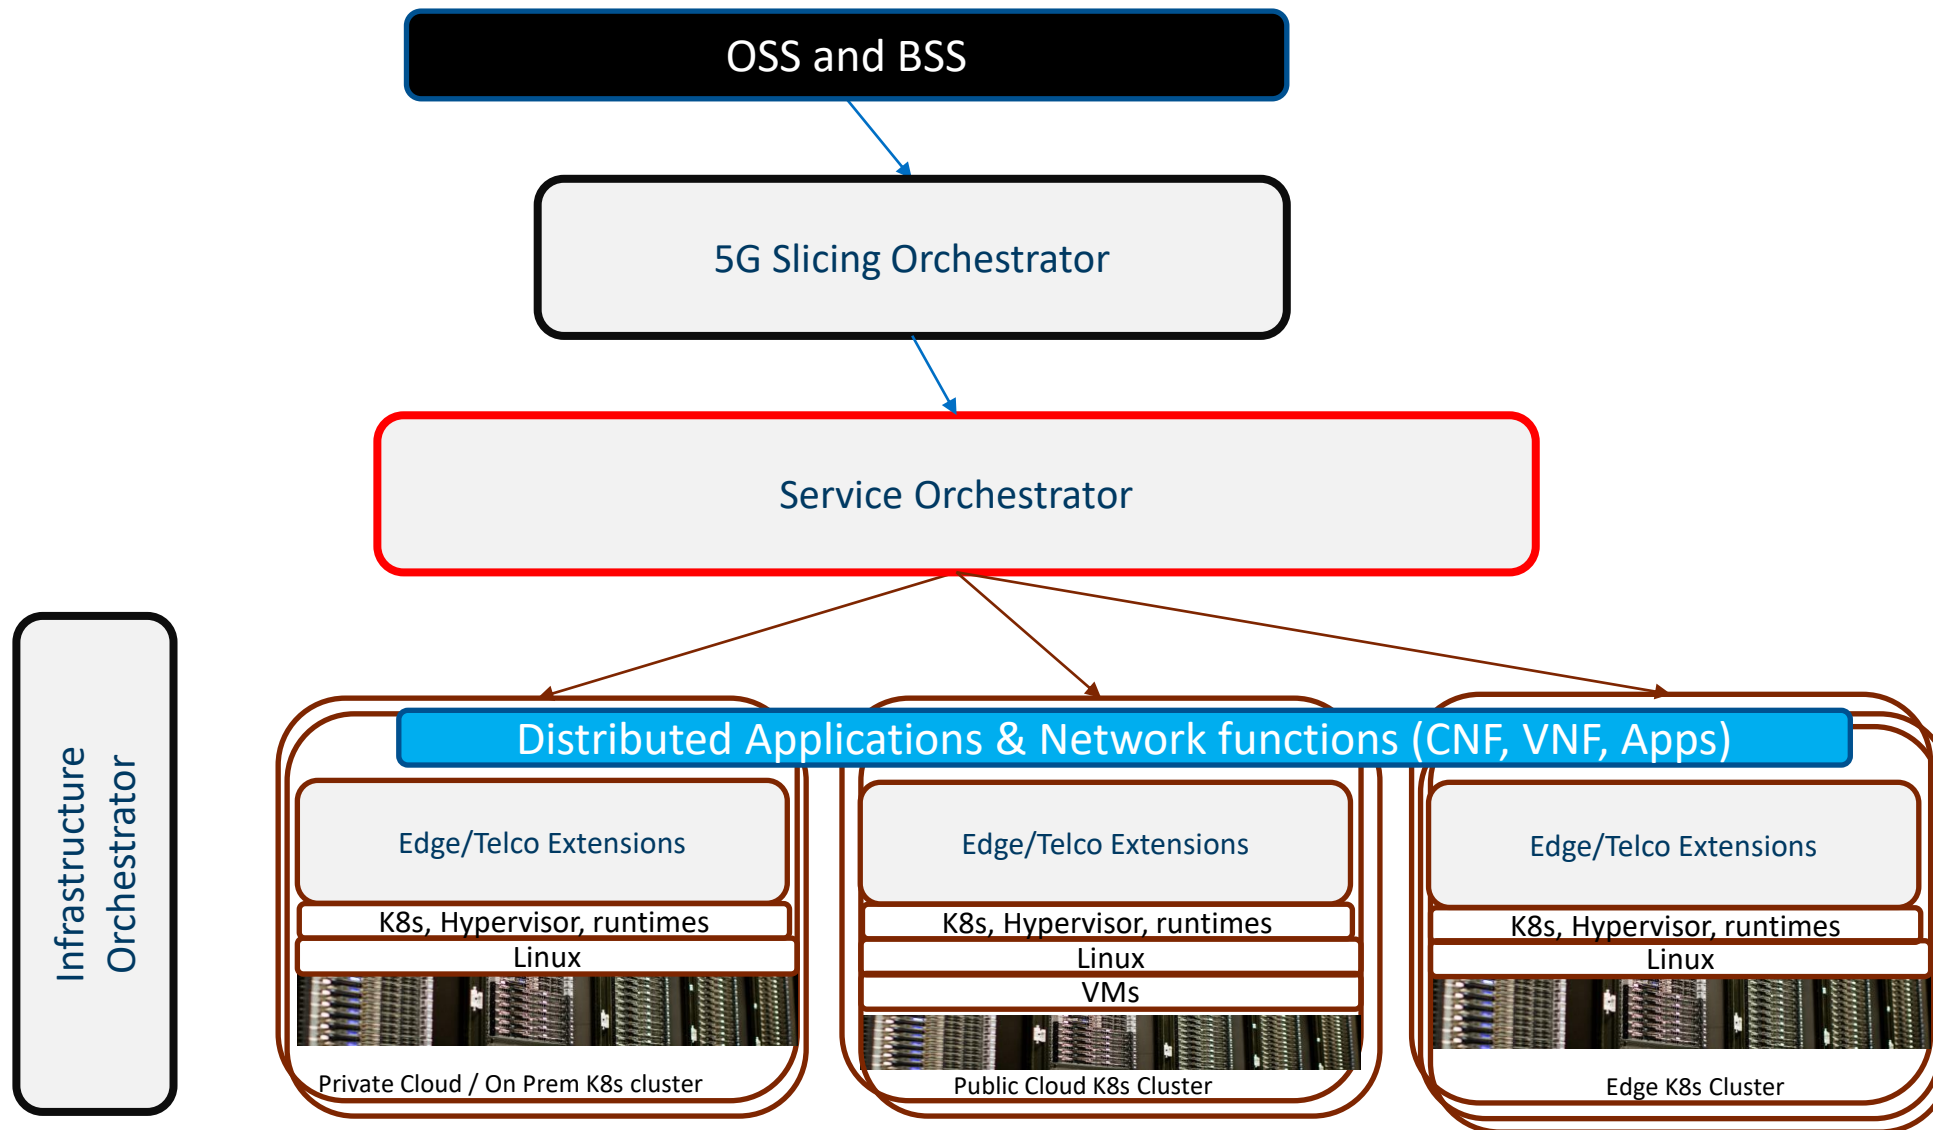 OSS and BSS
5G Slicing Orchestrator
Service Orchestrator
Infrastructure
Orchestrator
Distributed Applications & Network functions (CNF, VNF, Apps)
Edge/Telco Extensions
K8s, Hypervisor, runtimes
Linux
Private Cloud / On Prem K8s cluster
Edge/Telco Extensions
K8s, Hypervisor, runtimes
Linux
VMs
Public Cloud K8s Cluster
Edge/Telco Extensions
K8s, Hypervisor, runtimes
Linux
Edge K8s Cluster